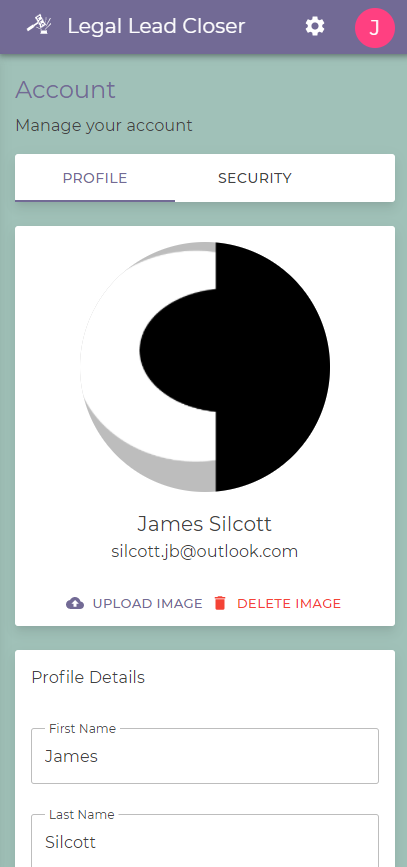 Legal Lead Closer
J
Account
Manage your account
PROFILE
SECURITY
James Silcott
silcott.jb@outlook.com
UPLOAD IMAGE
DELETE IMAGE
Profile Details
First Name
James
Last Name
Silcott